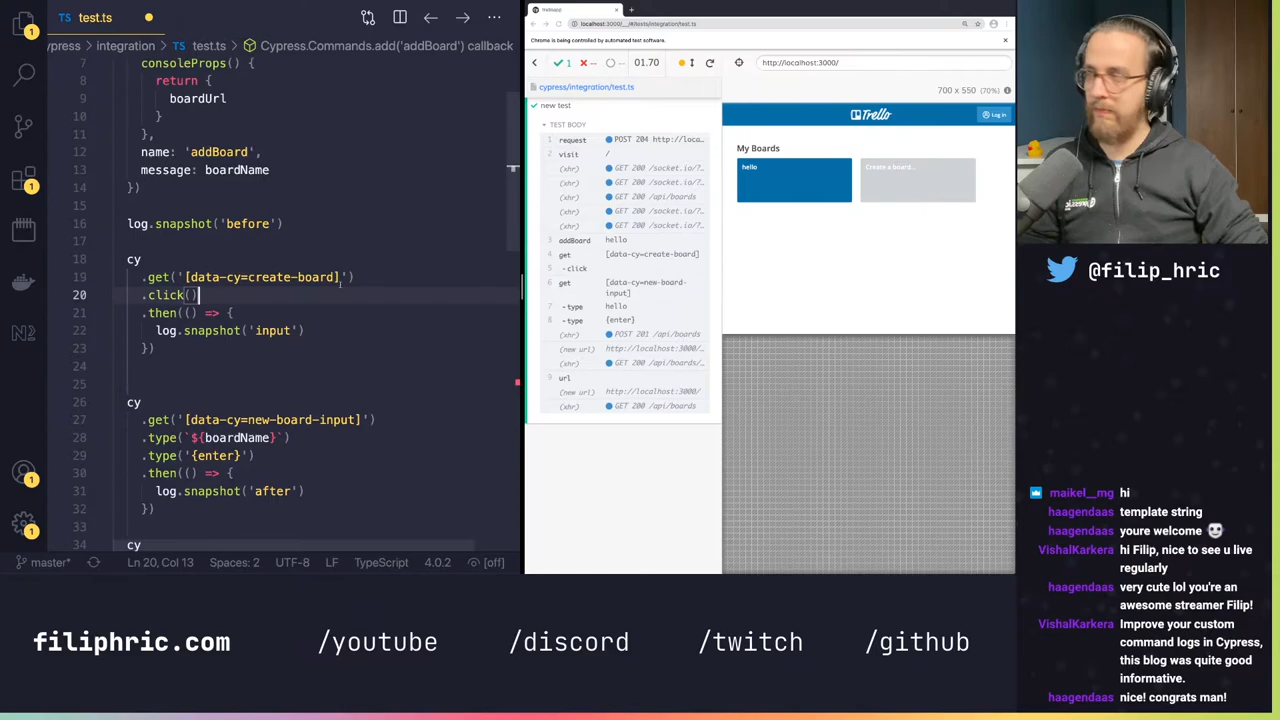 test.ts
ypress > integration > test.ts > Cypress.Commands.add('addBoard') callback
7 consoleProps() {
8 return {
9 boardUrl
10 }
11 },
12 name: 'addBoard',
13 message: boardName
14 })
15
16 log.snapshot('before')
17
18 cy
19 .get('[data-cy=create-board]')
20 .click()
21 .then(() => {
22 log.snapshot('input')
23 })
24
25
26 cy
27 .get('[data-cy=new-board-input]')
28 .type(`${boardName}`)
29 .type('{enter}')
30 .then(() => {
31 log.snapshot('after')
32 })
33
34 cy
master* Ln 20, Col 13 Spaces: 2 UTF-8 LF TypeScript 4.0.2 [off]
1
1
1
1
trelloapp
localhost:3000/__/#/tests/integration/test.ts
Chrome is being controlled by automated test software.
1 -- 01.70
cypress/integration/test.ts
new test
TEST BODY
1 request POST 204 http://loca...
2 visit /
(xhr) GET 200 /socket.io/?...
(xhr) GET 200 /socket.io/?...
(xhr) GET 200 /api/boards
(xhr) GET 200 /socket.io/?...
(xhr) GET 200 /socket.io/?...
3 addBoard hello
4 get [data-cy=create-board]
5 -click
6 get [data-cy=new-board-
input]
7 -type hello
8 -type {enter}
(xhr) POST 201 /api/boards
(new url) http://localhost:3000/...
(xhr) GET 200 /api/boards/...
9 url
(new url) http://localhost:3000/
(xhr) GET 200 /api/boards
http://localhost:3000/
700 x 550 (70%)
Trello
Log in
My Boards
hello
Create a board...
@filip_hric
maikel__mg hi
haagendaas template string
haagendaas youre welcome
VishalKarkera hi Filip, nice to see u live
regularly
haagendaas very cute lol you're an
awesome streamer Filip!
VishalKarkera Improve your custom
command logs in Cypress,
this blog was quite good
informative.
haagendaas nice! congrats man!
filiphric.com /youtube /discord /twitch /github